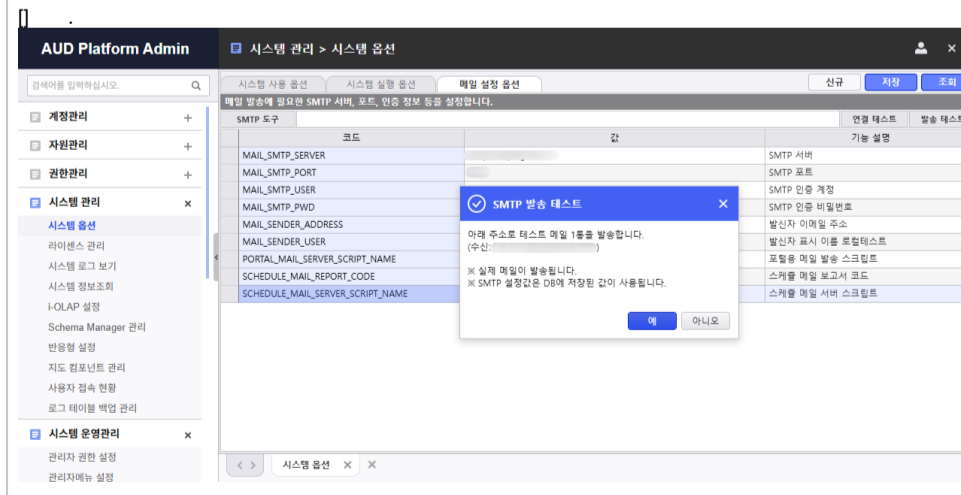 [] .
AUD Platform Admin
시스템 관리 > 시스템 옵션
검색어를 입력하십시오.
계정관리
자원관리
권한관리
시스템 관리
시스템 옵션
라이센스 관리
시스템 로그 보기
시스템 정보조회
i-OLAP 설정
Schema Manager 관리
반응형 설정
지도 컴포넌트 관리
사용자 접속 현황
로그 테이블 백업 관리
시스템 운영관리
관리자 권한 설정
관리자메뉴 설정
시스템 사용 옵션 시스템 실행 옵션 메일 설정 옵션 신규 저장 조회
메일 발송에 필요한 SMTP 서버, 포트, 인증 정보 등을 설정합니다.
SMTP 도구 연결 테스트 발송 테스트
코드 값 기능 설명
MAIL_SMTP_SERVER SMTP 서버
MAIL_SMTP_PORT SMTP 포트
MAIL_SMTP_USER SMTP 인증 계정
MAIL_SMTP_PWD SMTP 인증 비밀번호
MAIL_SENDER_ADDRESS 발신자 이메일 주소
MAIL_SENDER_USER 발신자 표시 이름 로컬테스트
PORTAL_MAIL_SERVER_SCRIPT_NAME 포털용 메일 발송 스크립트
SCHEDULE_MAIL_REPORT_CODE 스케줄 메일 보고서 코드
SCHEDULE_MAIL_SERVER_SCRIPT_NAME 스케줄 메일 서버 스크립트
SMTP 발송 테스트
아래 주소로 테스트 메일 1통을 발송합니다.
(수신: )
※ 실제 메일이 발송됩니다.
※ SMTP 설정값은 DB에 저장된 값이 사용됩니다.
예 아니오
시스템 옵션